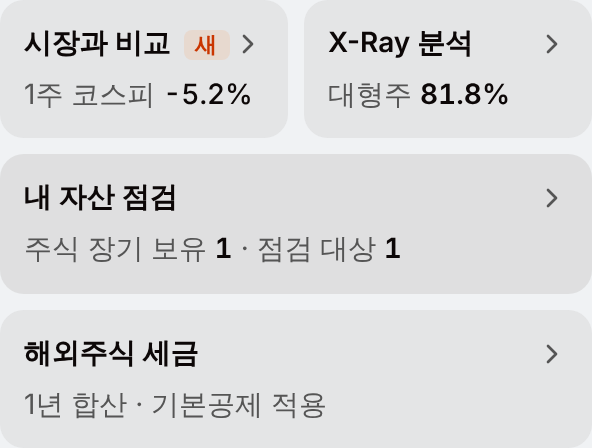 시장과 비교 새
1주 코스피 -5.2%
X-Ray 분석
대형주 81.8%
내 자산 점검
주식 장기 보유 1 · 점검 대상 1
해외주식 세금
1년 합산 · 기본공제 적용